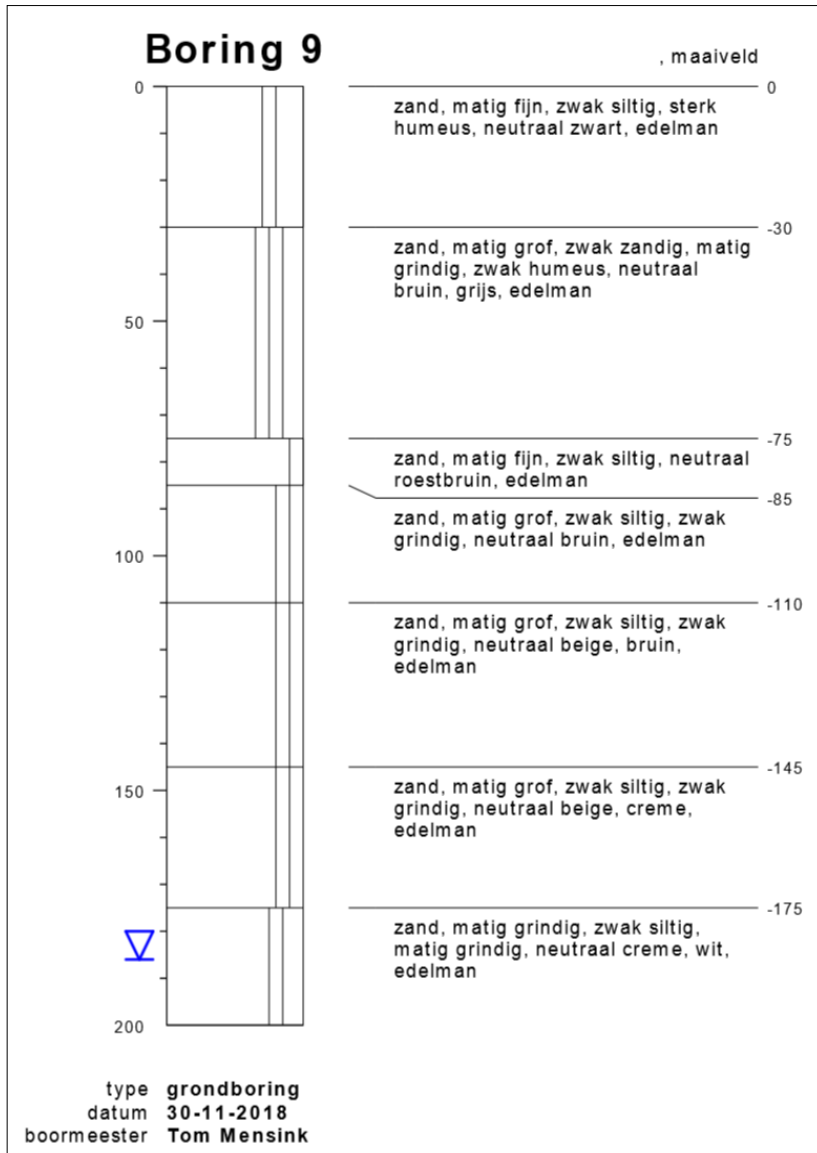 Boring 9
, maaiveld
0
0
zand, matig fijn, zwak siltig, sterk
humeus, neutraal zwart, edelman
-30
zand, matig grof, zwak zandig, matig
grindig, zwak humeus, neutraal
bruin, grijs, edelman
50
-75
zand, matig fijn, zwak siltig, neutraal
roestbruin, edelman
-85
zand, matig grof, zwak siltig, zwak
grindig, neutraal bruin, edelman
100
-110
zand, matig grof, zwak siltig, zwak
grindig, neutraal beige, bruin,
edelman
-145
zand, matig grof, zwak siltig, zwak
grindig, neutraal beige, creme,
edelman
150
-175
zand, matig grindig, zwak siltig,
matig grindig, neutraal creme, wit,
edelman
200
type grondboring
datum 30-11-2018
boormeester Tom Mensink